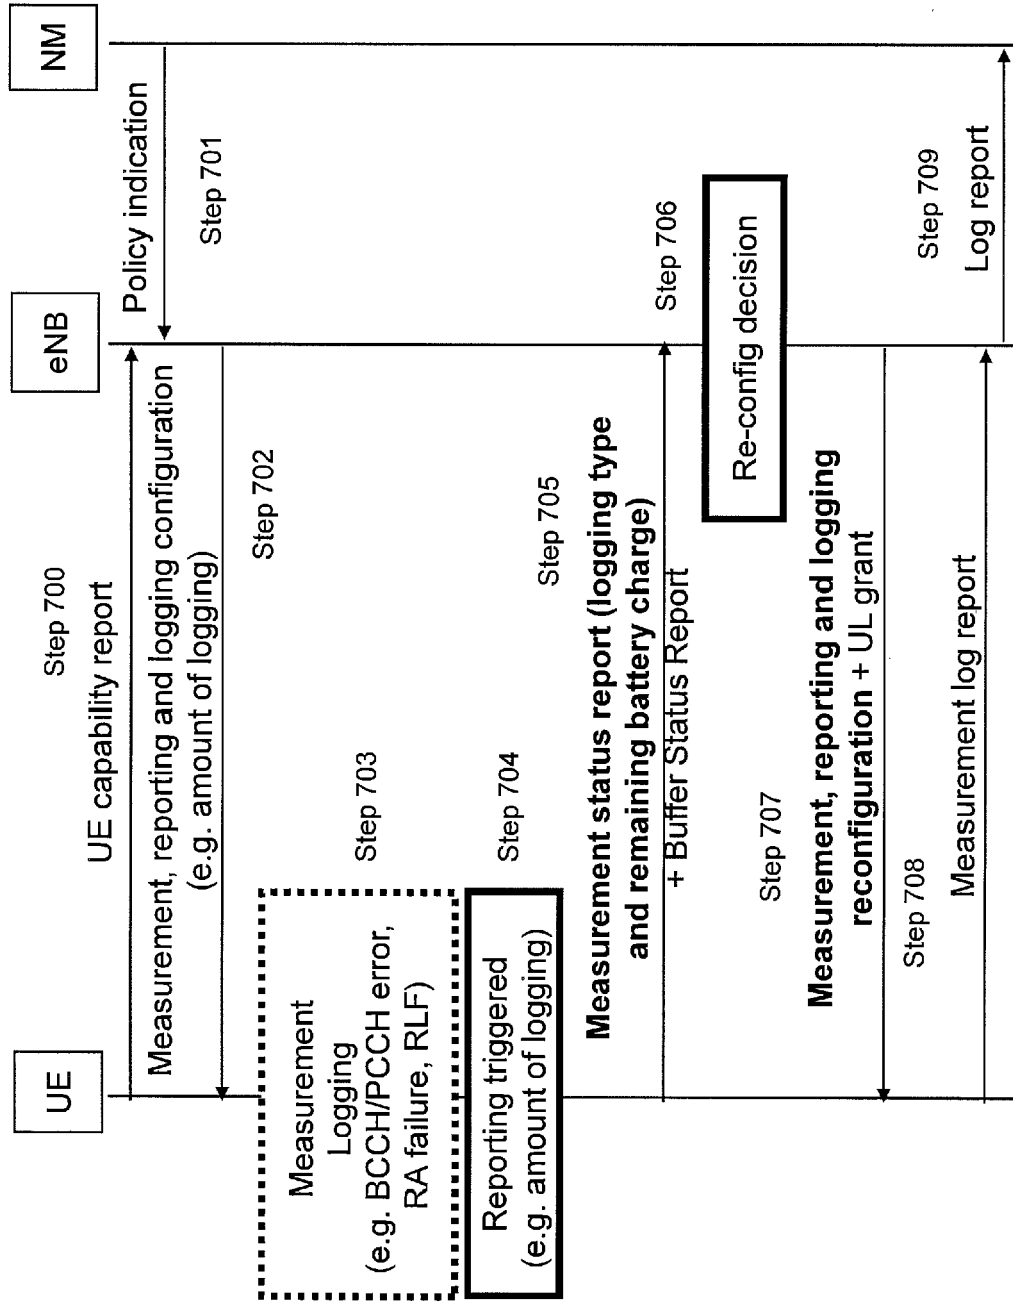 UE
eNB
NM
Step 700
UE capability report
Policy indication
Step 701
Measurement, reporting and logging configuration
(e.g. amount of logging)
Step 702
Measurement
Logging
(e.g. BCCH/PCCH error,
RA failure, RLF)
Step 703
Reporting triggered
(e.g. amount of logging)
Step 704
Step 705
Measurement status report (logging type
and remaining battery charge)
+ Buffer Status Report
Step 706
Re-config decision
Step 707
Measurement, reporting and logging
reconfiguration + UL grant
Step 708
Measurement log report
Step 709
Log report